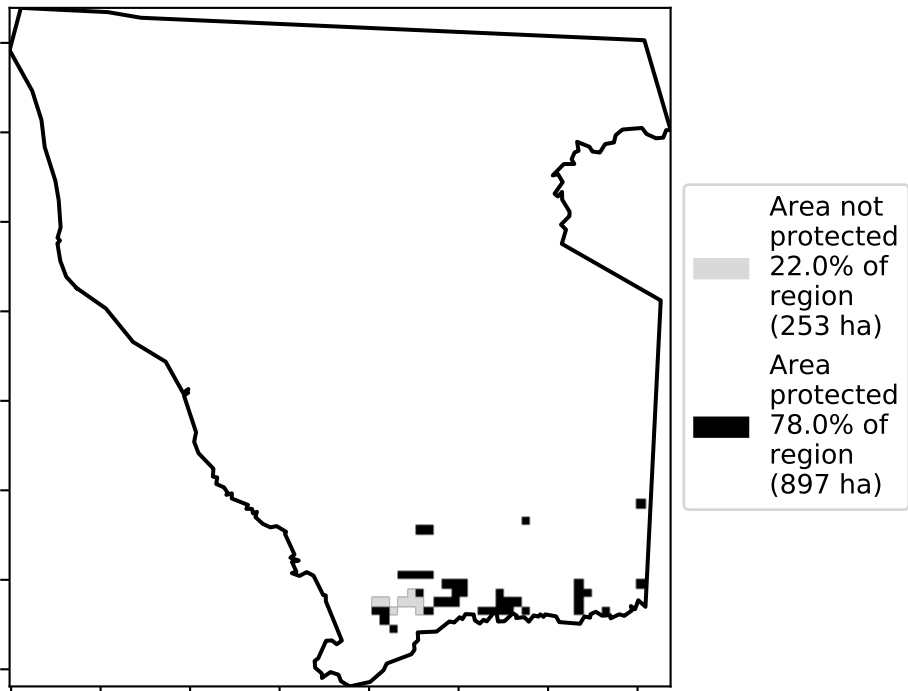 Area not
protected
22.0% of
region
(253 ha)
Area
protected
78.0% of
region
(897 ha)